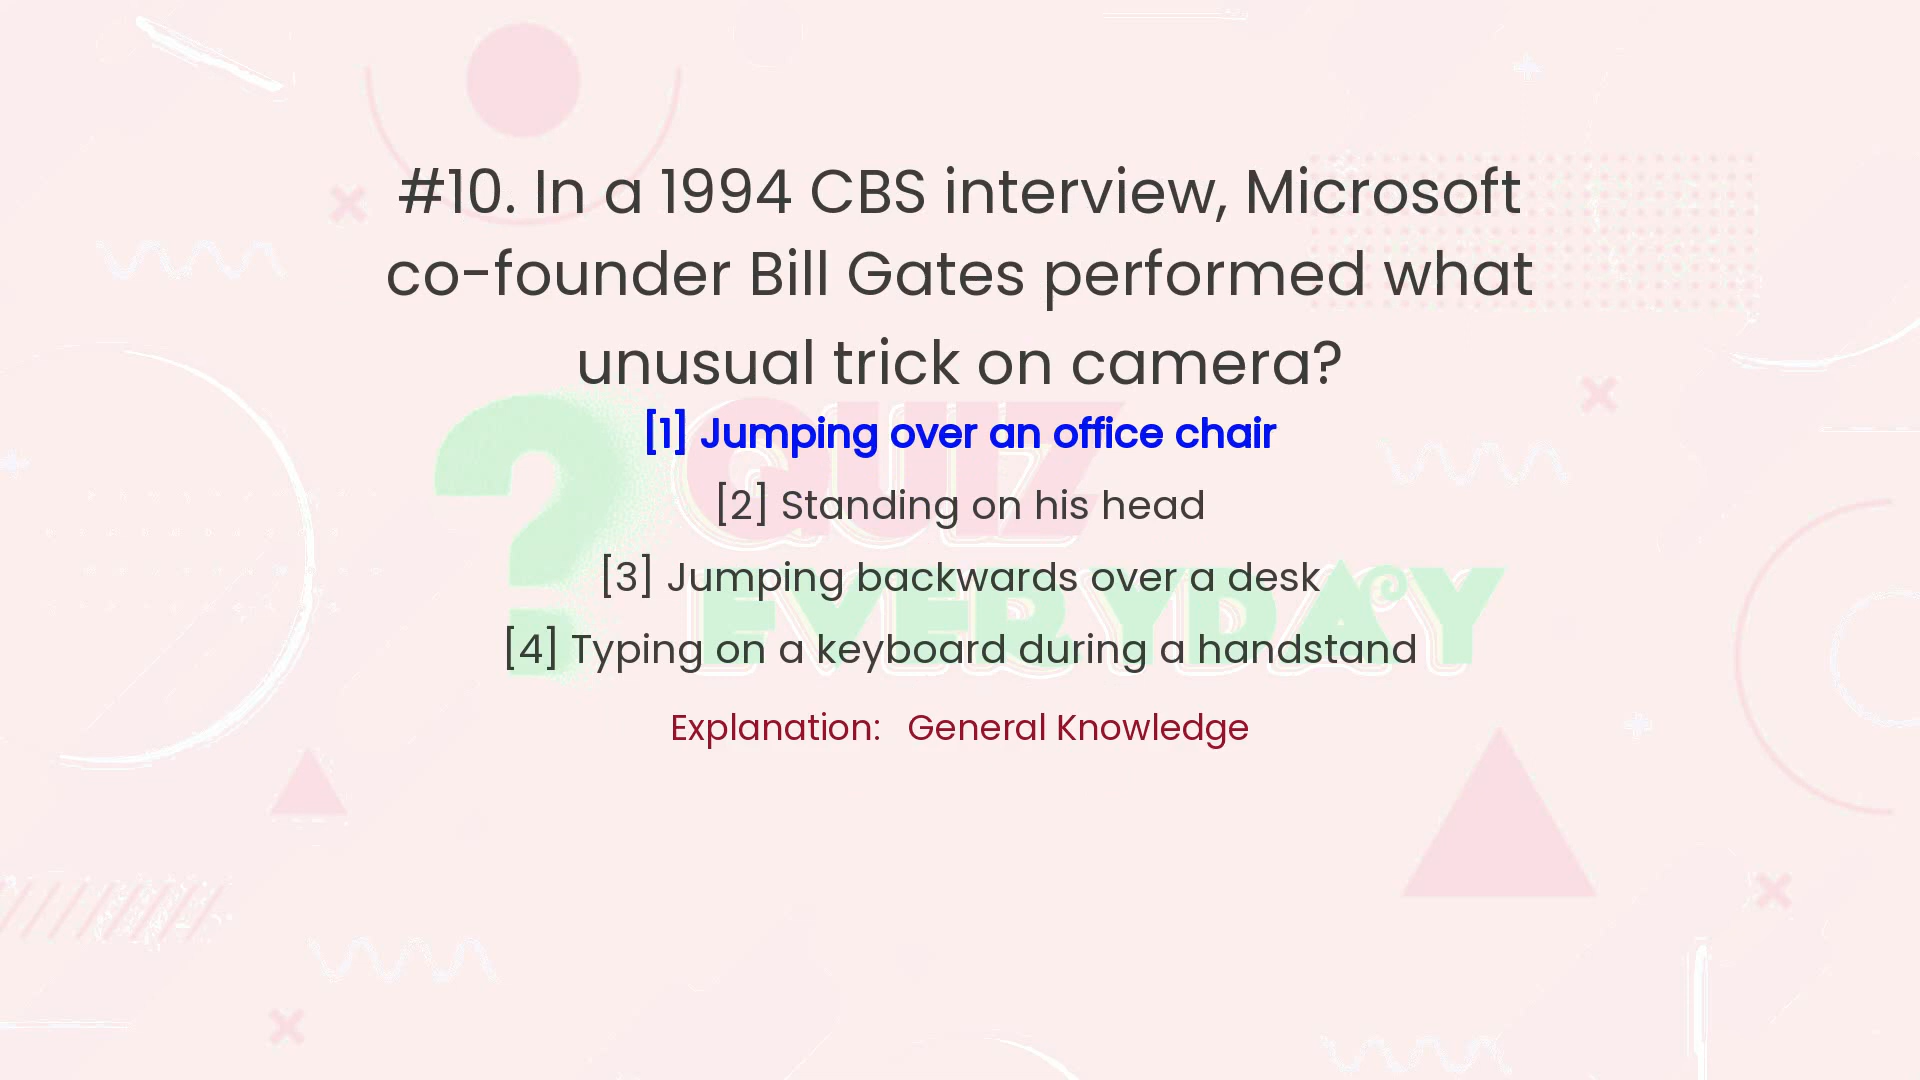 #10. In a 1994 CBS interview, Microsoft
co-founder Bill Gates performed what
unusual trick on camera?
[1] Jumping over an office chair
[2] Standing on his head
[3] Jumping backwards over a desk
[4] Typing on a keyboard during a handstand
Explanation: General Knowledge
? QUIZ
EVERYDAY